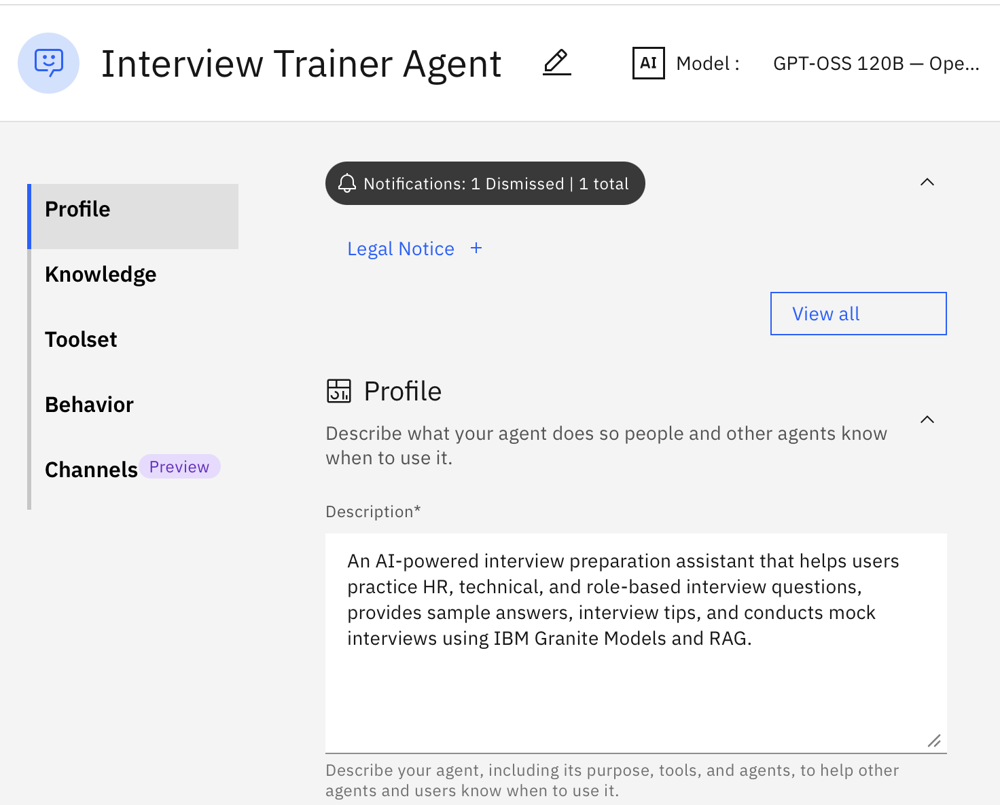 Interview Trainer Agent
AI Model : GPT-OSS 120B — Ope...
Profile
Knowledge
Toolset
Behavior
Channels Preview
Notifications: 1 Dismissed | 1 total
Legal Notice +
View all
Profile
Describe what your agent does so people and other agents know
when to use it.
Description*
An AI-powered interview preparation assistant that helps users
practice HR, technical, and role-based interview questions,
provides sample answers, interview tips, and conducts mock
interviews using IBM Granite Models and RAG.
Describe your agent, including its purpose, tools, and agents, to help other
agents and users know when to use it.